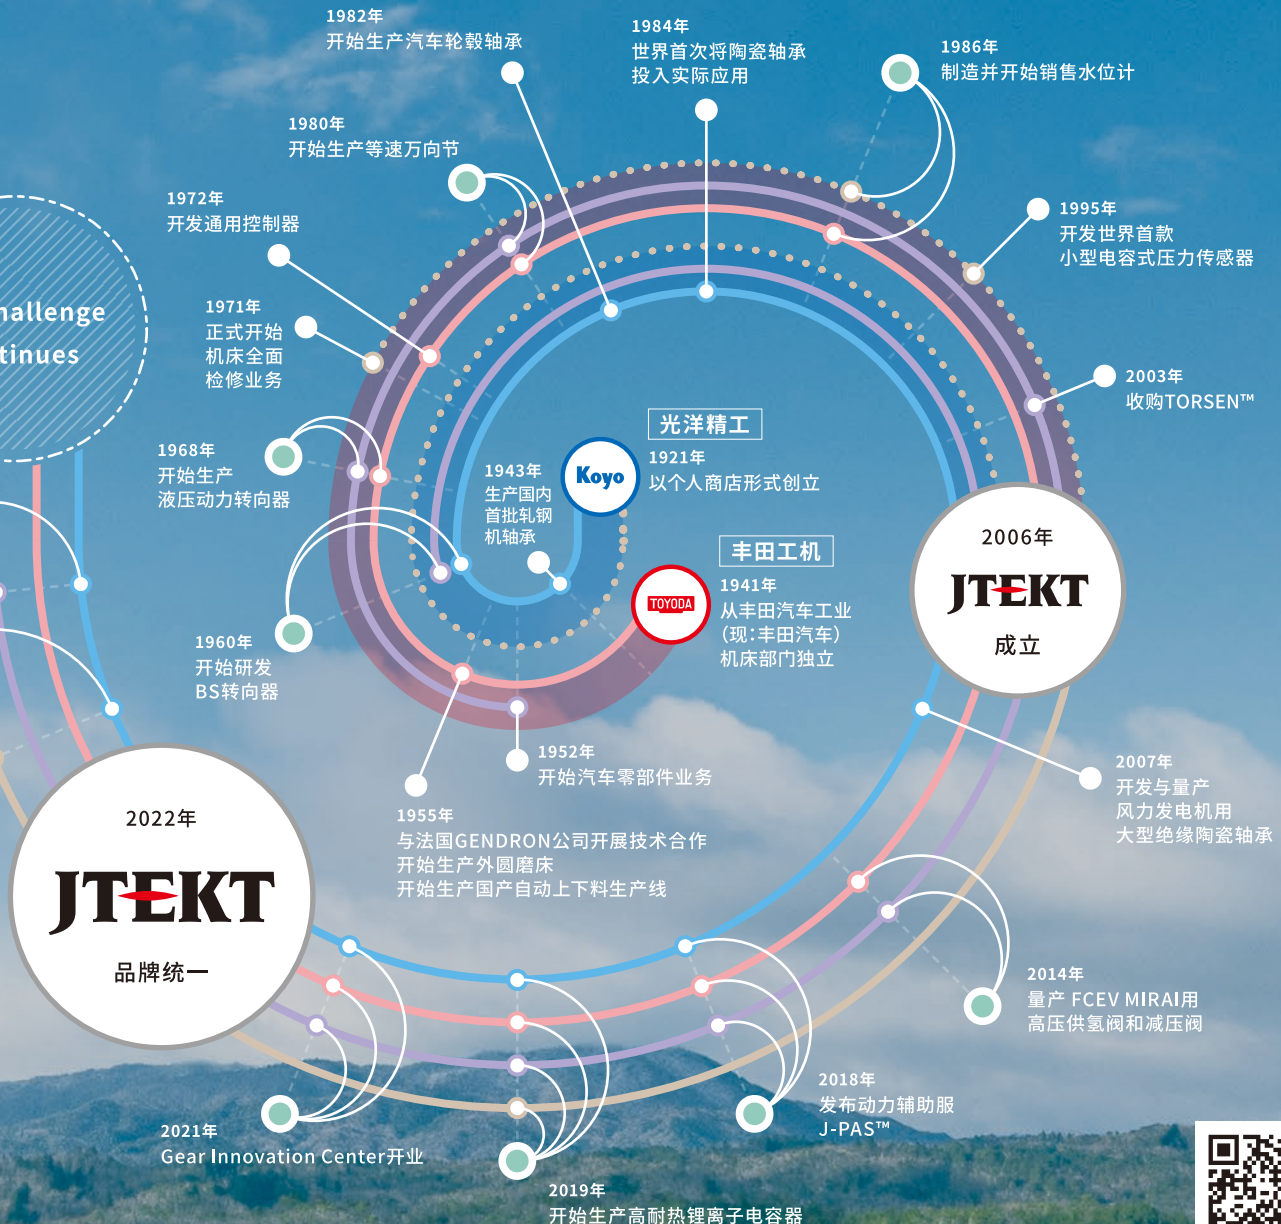 1982年
开始生产汽车轮毂轴承
1984年
世界首次将陶瓷轴承
投入实际应用
1986年
制造并开始销售水位计
1980年
开始生产等速万向节
1972年
开发通用控制器
1995年
开发世界首款
小型电容式压力传感器
1971年
正式开始
机床全面
检修业务
hallenge
tinues
2003年
收购TORSEN™
光洋精工
1921年
以个人商店形式创立
Koyo
1968年
开始生产
液压动力转向器
1943年
生产国内
首批轧钢
机轴承
丰田工机
1941年
从丰田汽车工业
（现：丰田汽车）
机床部门独立
TOYODA
2006年
JTEKT
成立
1960年
开始研发
BS转向器
1952年
开始汽车零部件业务
2007年
开发与量产
风力发电机用
大型绝缘陶瓷轴承
1955年
与法国GENDRON公司开展技术合作
开始生产外圆磨床
开始生产国产自动上下料生产线
2022年
JTEKT
品牌统一
2014年
量产 FCEV MIRAI用
高压供氢阀和减压阀
2018年
发布动力辅助服
J-PAS™
2021年
Gear Innovation Center开业
2019年
开始生产高耐热锂离子电容器